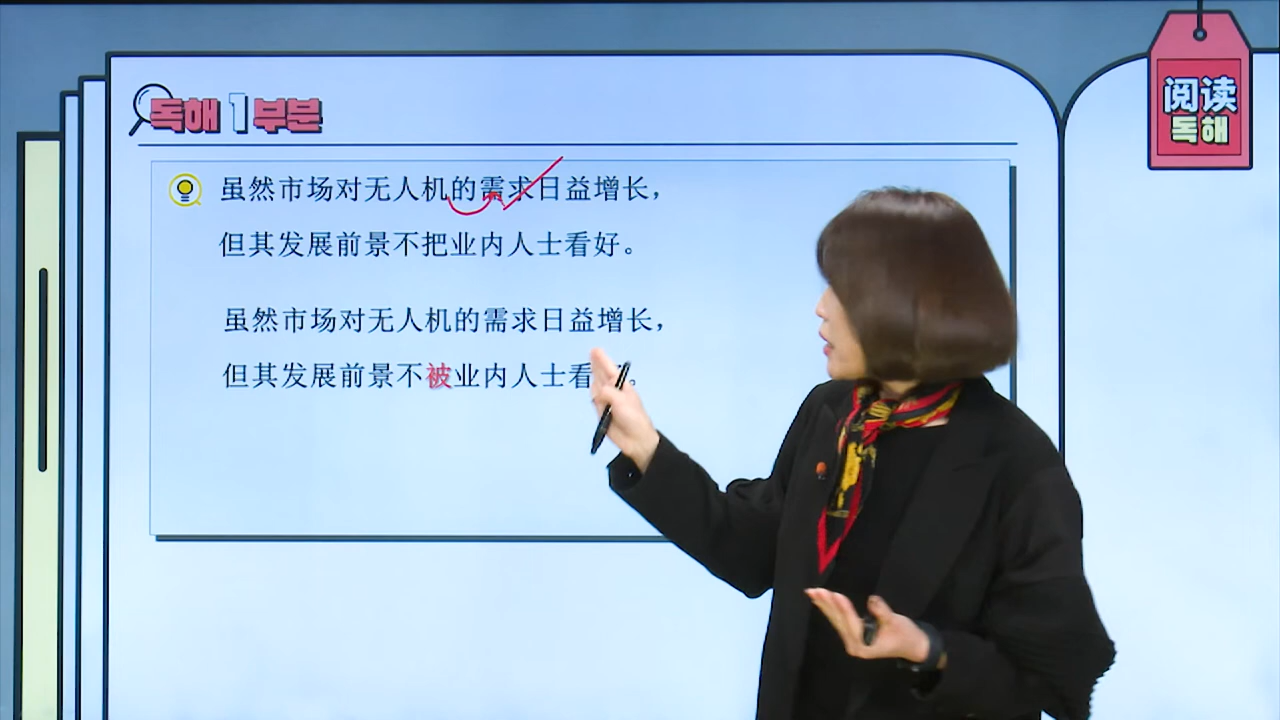 독해 1 부분
阅读
独해
虽然市场对无人机的需求日益增长，
但其发展前景不把业内人士看好。
虽然市场对无人机的需求日益增长，
但其发展前景不被业内人士看。